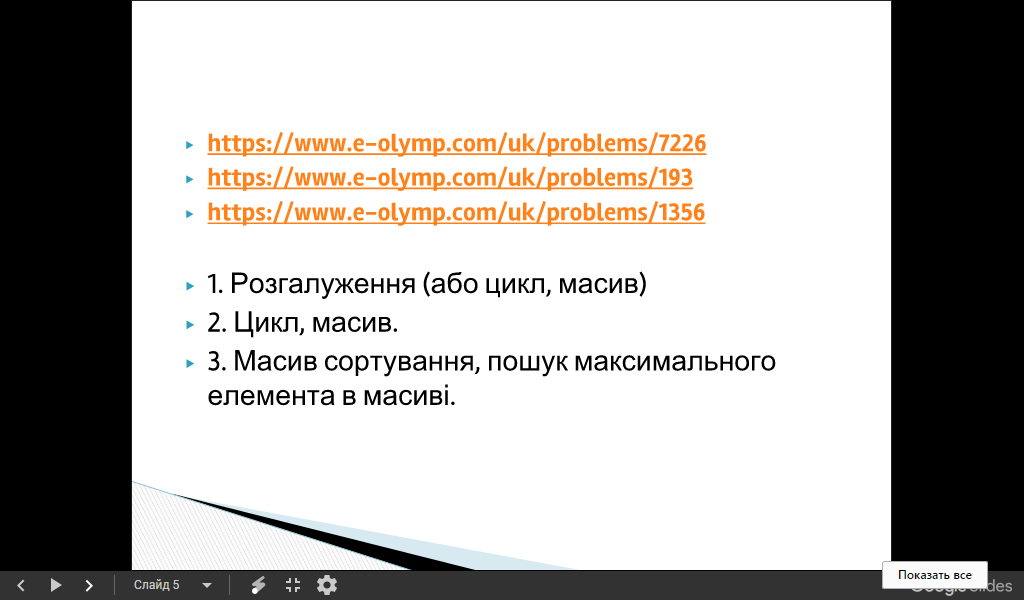 https://www.e-olymp.com/uk/problems/7226
https://www.e-olymp.com/uk/problems/193
https://www.e-olymp.com/uk/problems/1356
1. Розгалуження (або цикл, масив)
2. Цикл, масив.
3. Масив сортування, пошук максимального
елемента в масиві.
Слайд 5
Показать все
Google Slides